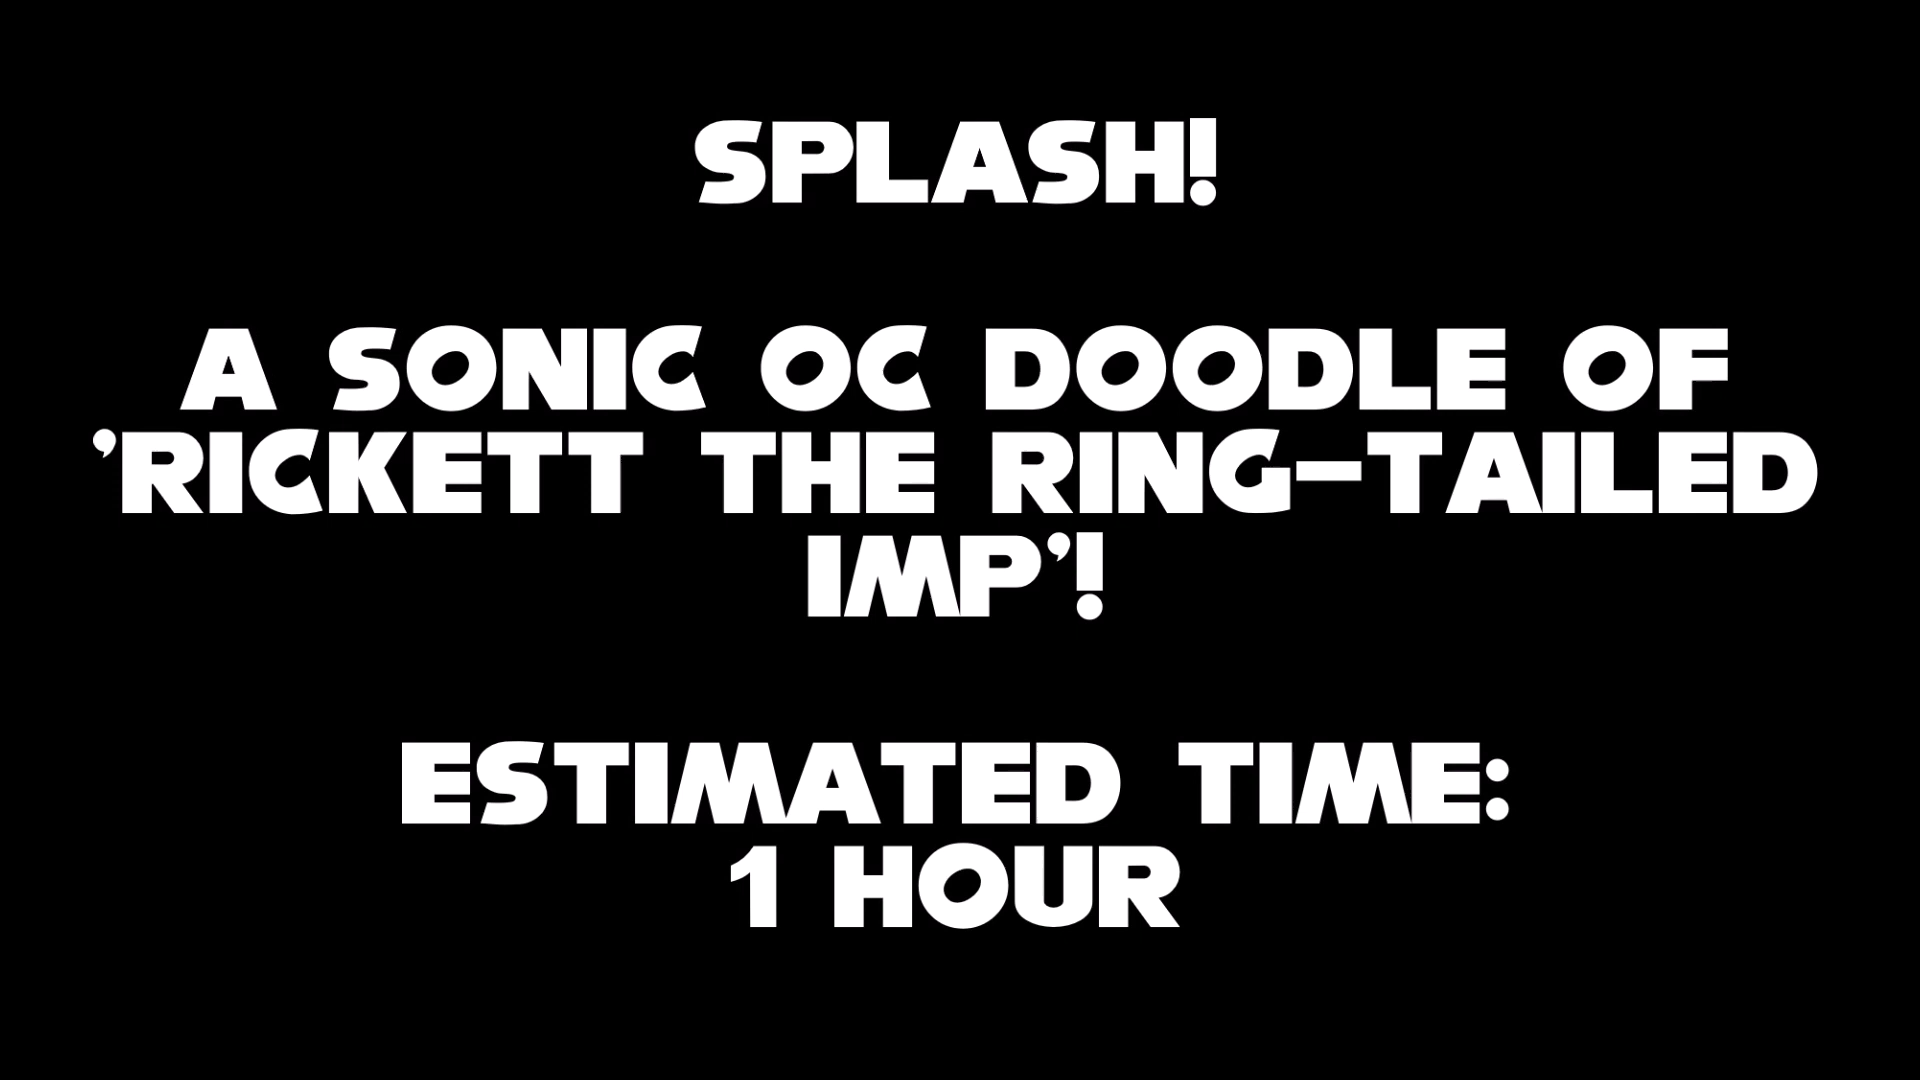 SPLASH!
A SONIC OC DOODLE OF
'RICKETT THE RING-TAILED
IMP'!
ESTIMATED TIME:
1 HOUR